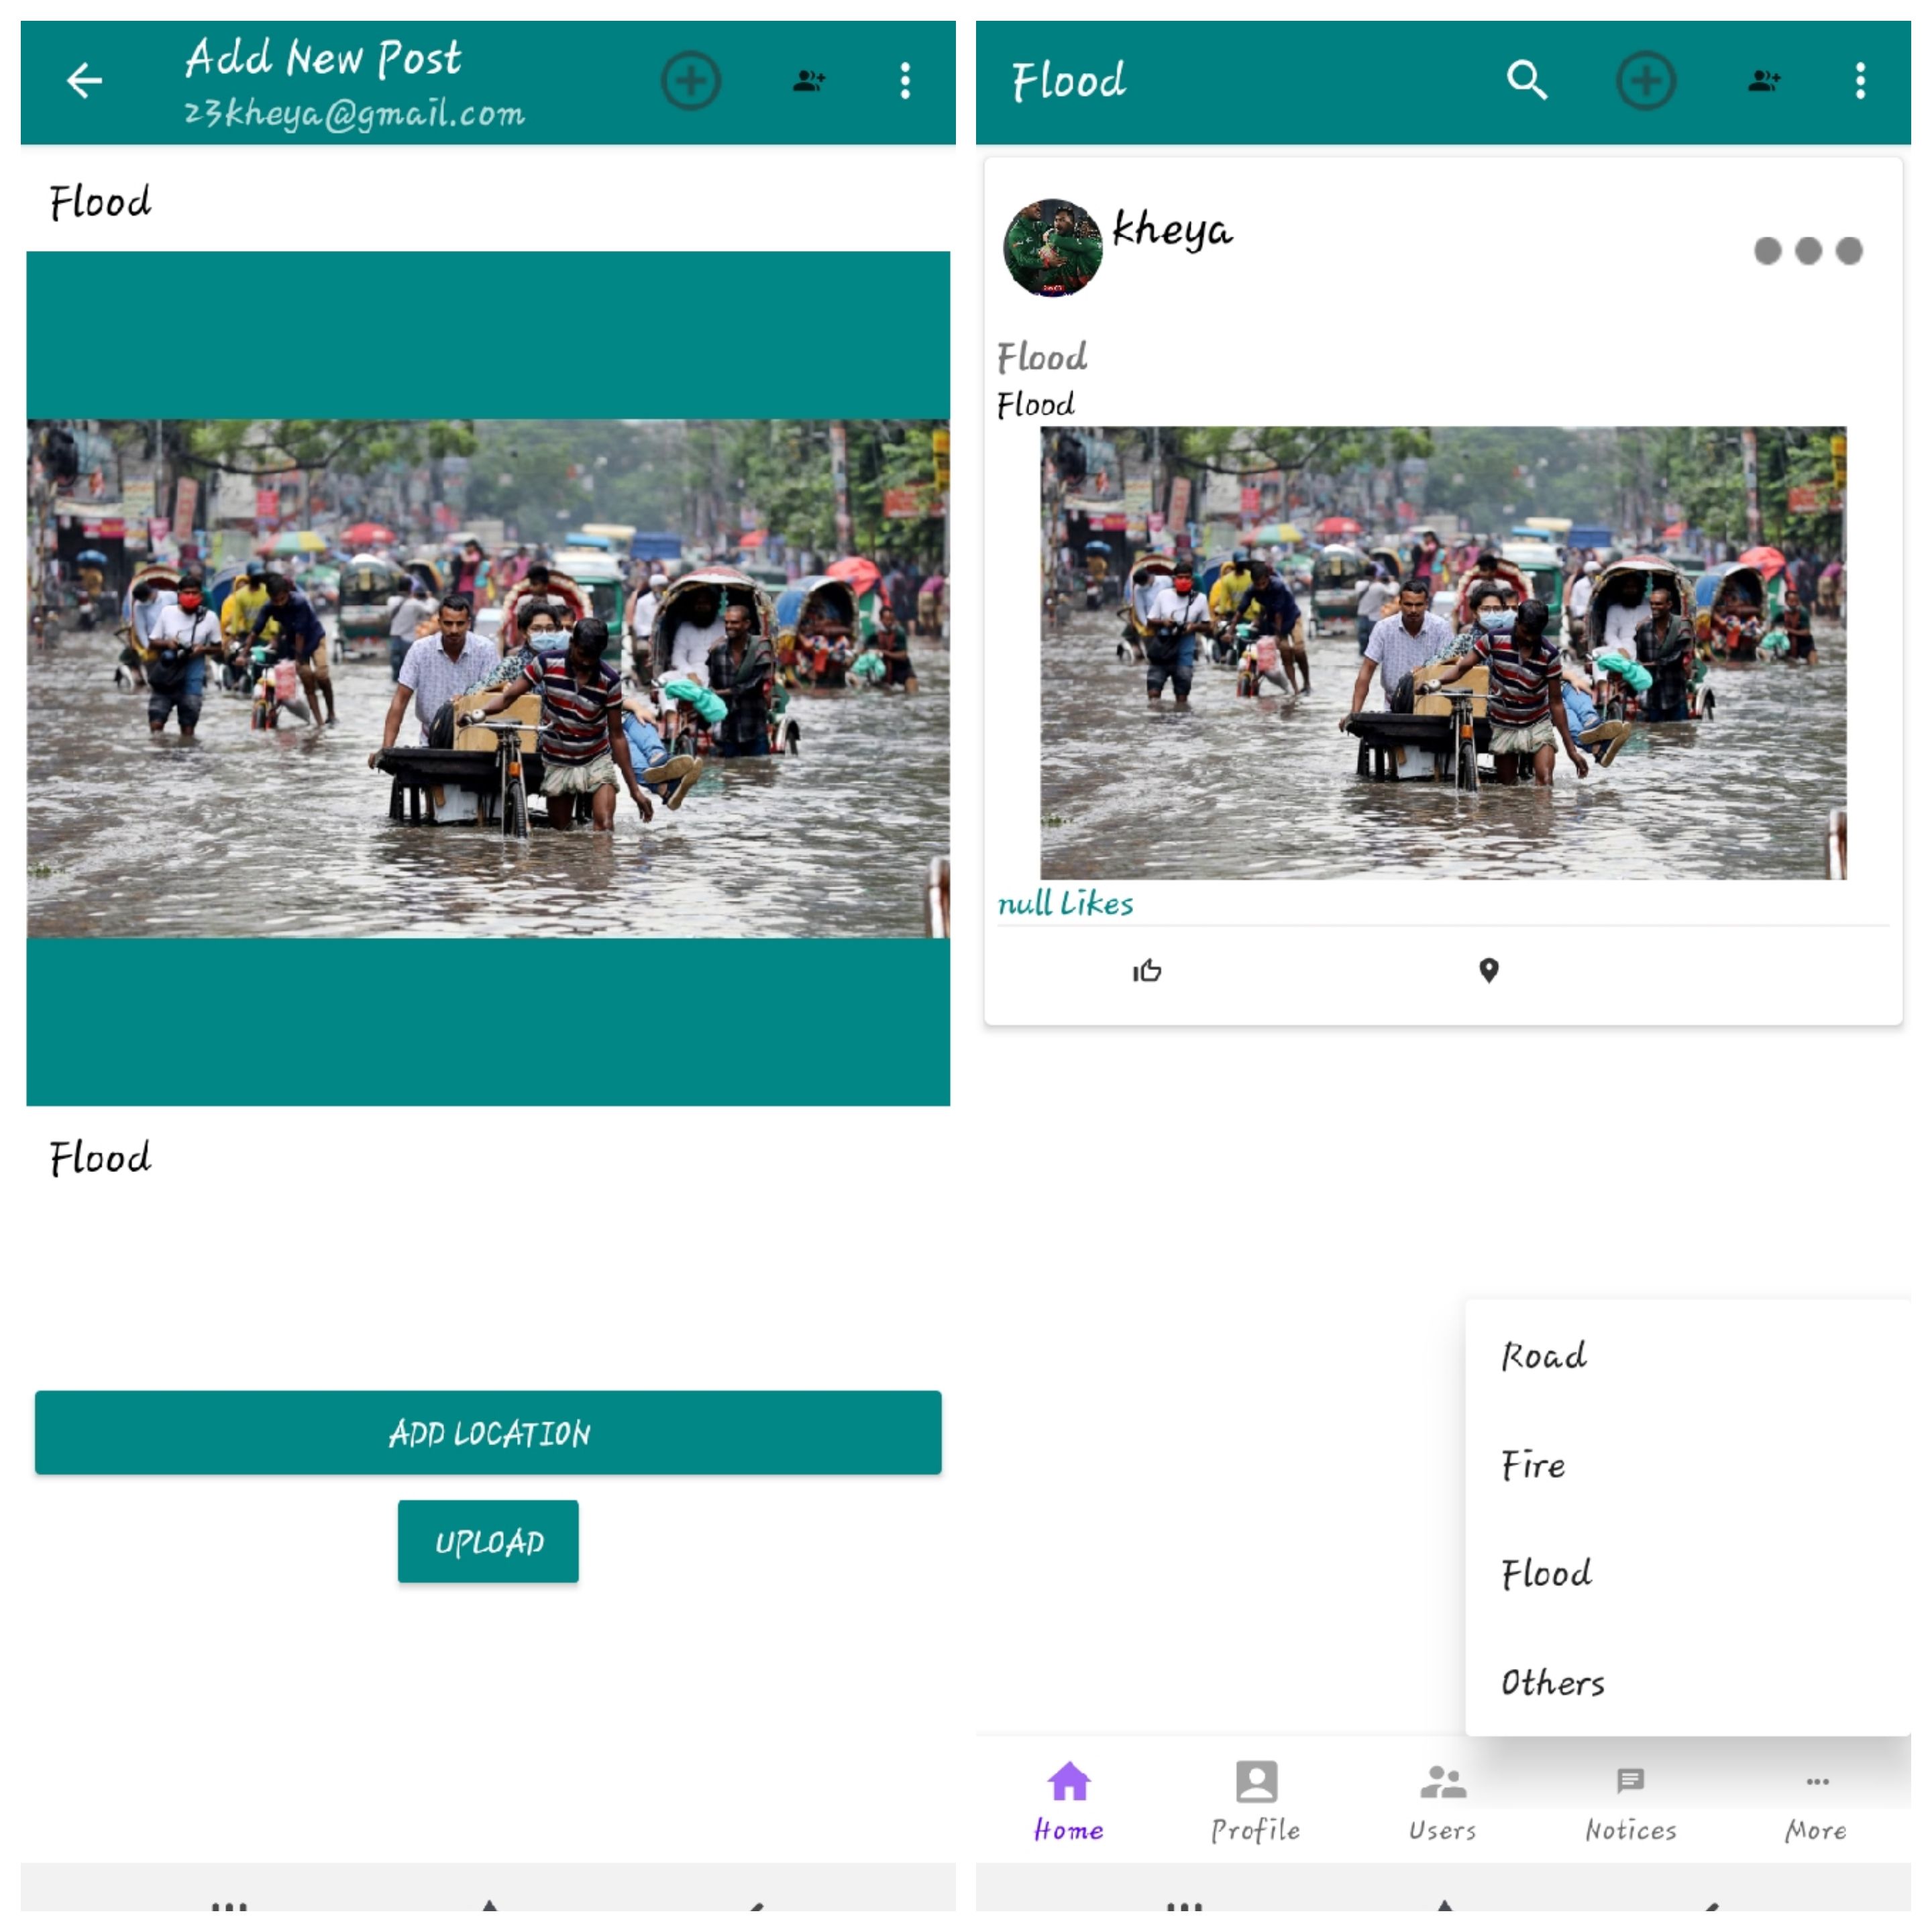 Add New Post
23kheya@gmail.com
Flood
Flood
ADD LOCATION
UPLOAD
Flood
kheya
Flood
Flood
null Likes
Road
Fire
Flood
Others
Home
Profile
Users
Notices
More